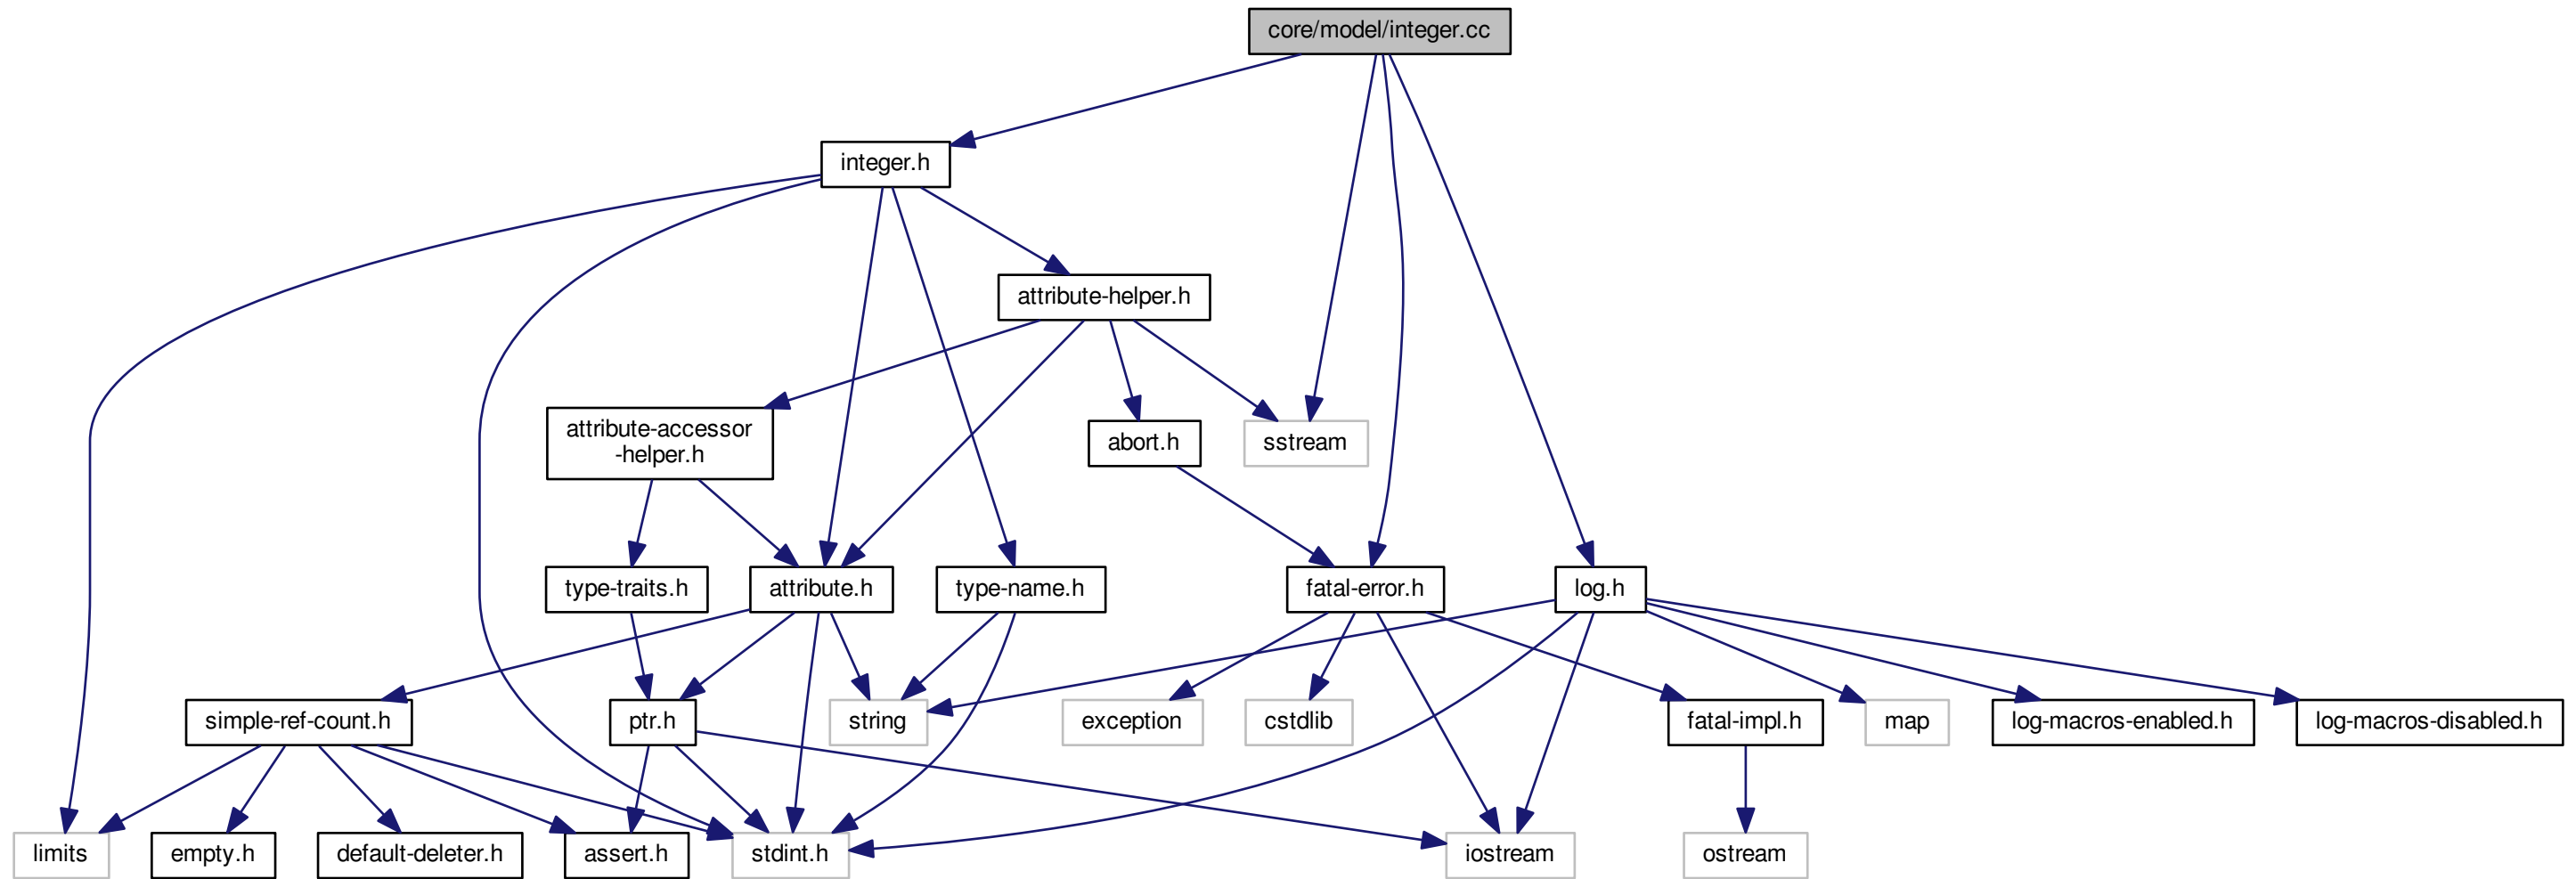 core/model/integer.cc
integer.h
attribute-helper.h
attribute-accessor
-helper.h
abort.h
sstream
type-traits.h
attribute.h
type-name.h
fatal-error.h
log.h
simple-ref-count.h
ptr.h
string
exception
cstdlib
fatal-impl.h
map
log-macros-enabled.h
log-macros-disabled.h
limits
empty.h
default-deleter.h
assert.h
stdint.h
iostream
ostream